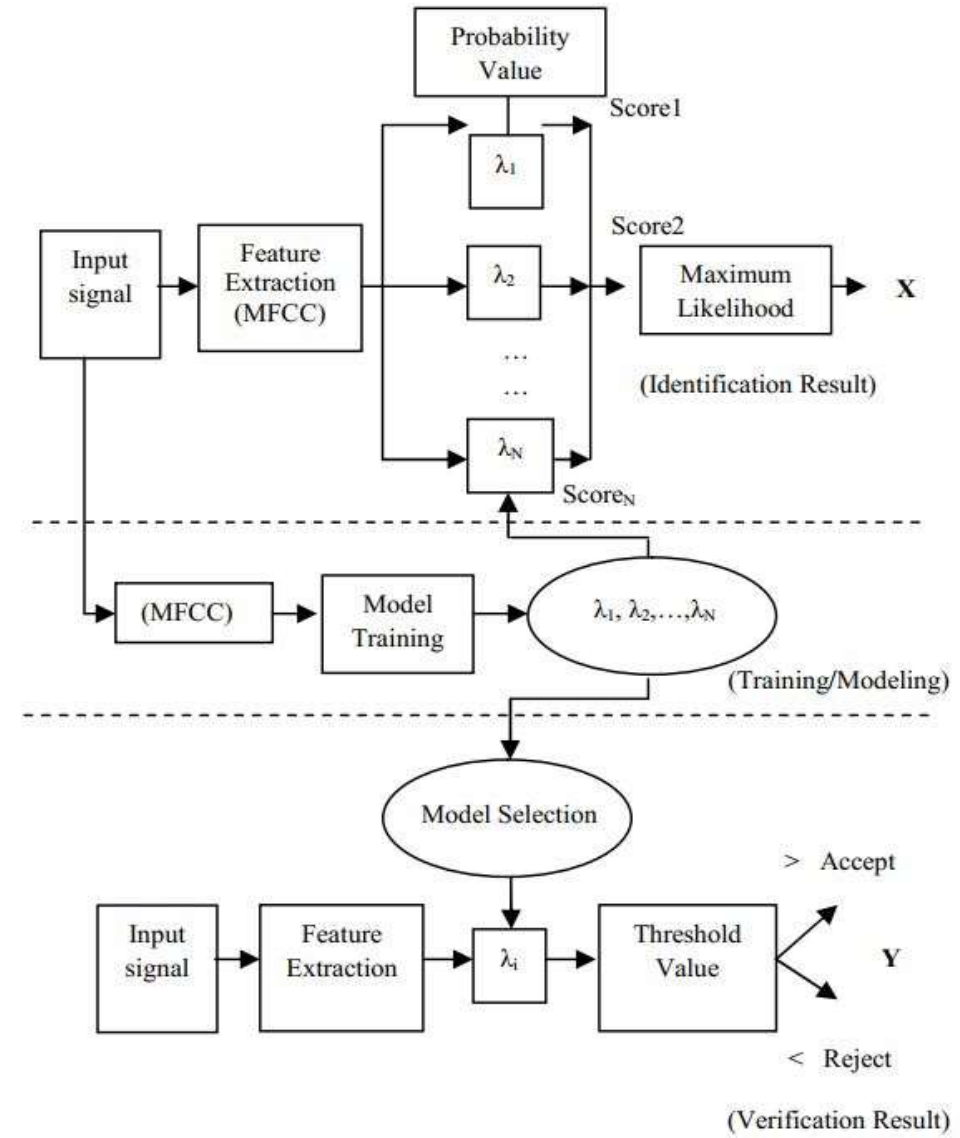 Probability
Value
Score1
λ1
Score2
Input
signal
Feature
Extraction
(MFCC)
λ2
Maximum
Likelihood
X
…
…
(Identification Result)
λN
ScoreN
(MFCC)
Model
Training
λ1, λ2,…,λN
(Training/Modeling)
Model Selection
> Accept
Input
signal
Feature
Extraction
λi
Threshold
Value
Y
< Reject
(Verification Result)